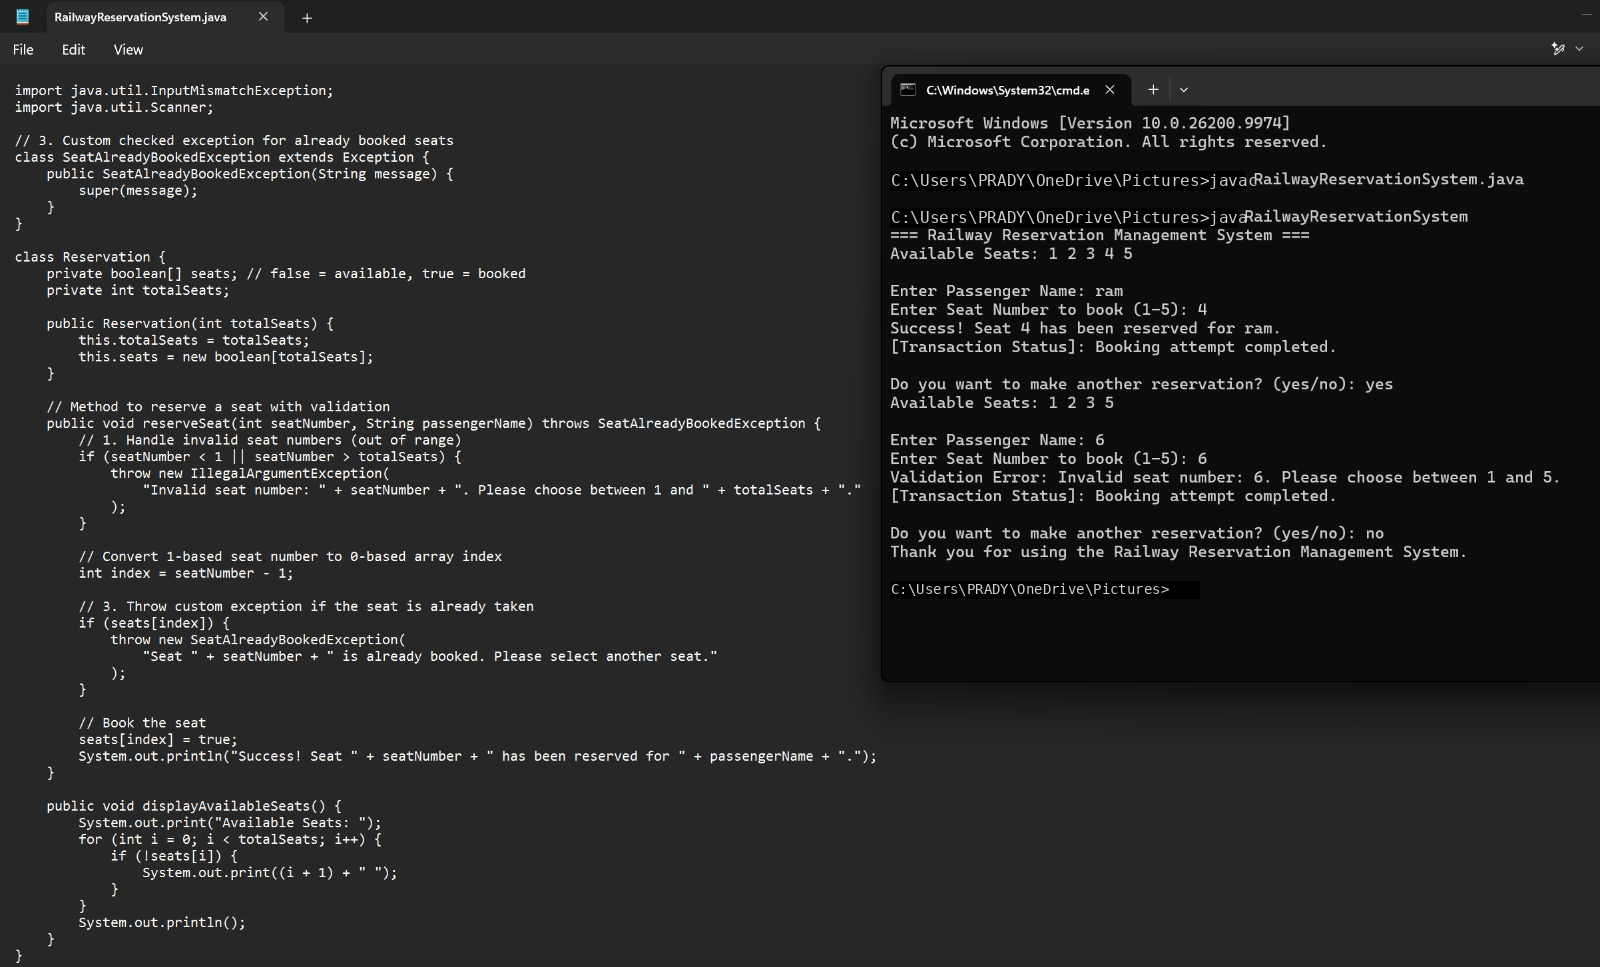 RailwayReservationSystem.java
File Edit View
import java.util.InputMismatchException;
import java.util.Scanner;
// 3. Custom checked exception for already booked seats
class SeatAlreadyBookedException extends Exception {
public SeatAlreadyBookedException(String message) {
super(message);
}
}
class Reservation {
private boolean[] seats; // false = available, true = booked
private int totalSeats;
public Reservation(int totalSeats) {
this.totalSeats = totalSeats;
this.seats = new boolean[totalSeats];
}
// Method to reserve a seat with validation
public void reserveSeat(int seatNumber, String passengerName) throws SeatAlreadyBookedException {
// 1. Handle invalid seat numbers (out of range)
if (seatNumber < 1 || seatNumber > totalSeats) {
throw new IllegalArgumentException(
"Invalid seat number: " + seatNumber + ". Please choose between 1 and " + totalSeats + "."
);
}
// Convert 1-based seat number to 0-based array index
int index = seatNumber - 1;
// 3. Throw custom exception if the seat is already taken
if (seats[index]) {
throw new SeatAlreadyBookedException(
"Seat " + seatNumber + " is already booked. Please select another seat."
);
}
// Book the seat
seats[index] = true;
System.out.println("Success! Seat " + seatNumber + " has been reserved for " + passengerName + ".");
}
public void displayAvailableSeats() {
System.out.print("Available Seats: ");
for (int i = 0; i < totalSeats; i++) {
if (!seats[i]) {
System.out.print((i + 1) + " ");
}
}
System.out.println();
}
}
C:\Windows\System32\cmd.e
Microsoft Windows [Version 10.0.26200.9974]
(c) Microsoft Corporation. All rights reserved.
C:\Users\PRADY\OneDrive\Pictures>javac RailwayReservationSystem.java
C:\Users\PRADY\OneDrive\Pictures>java RailwayReservationSystem
=== Railway Reservation Management System ===
Available Seats: 1 2 3 4 5
Enter Passenger Name: ram
Enter Seat Number to book (1-5): 4
Success! Seat 4 has been reserved for ram.
[Transaction Status]: Booking attempt completed.
Do you want to make another reservation? (yes/no): yes
Available Seats: 1 2 3 5
Enter Passenger Name: 6
Enter Seat Number to book (1-5): 6
Validation Error: Invalid seat number: 6. Please choose between 1 and 5.
[Transaction Status]: Booking attempt completed.
Do you want to make another reservation? (yes/no): no
Thank you for using the Railway Reservation Management System.
C:\Users\PRADY\OneDrive\Pictures>